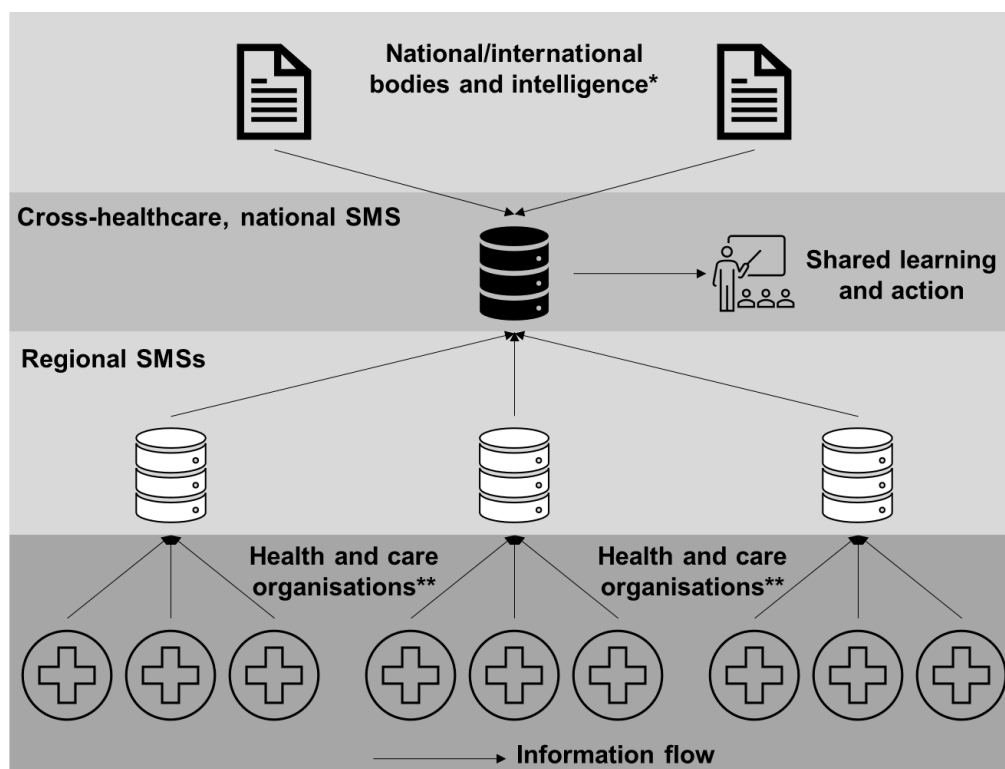 National/international
bodies and intelligence*
Cross-healthcare, national SMS
Shared learning
and action
Regional SMSs
Health and care
organisations**
Health and care
organisations**
Information flow